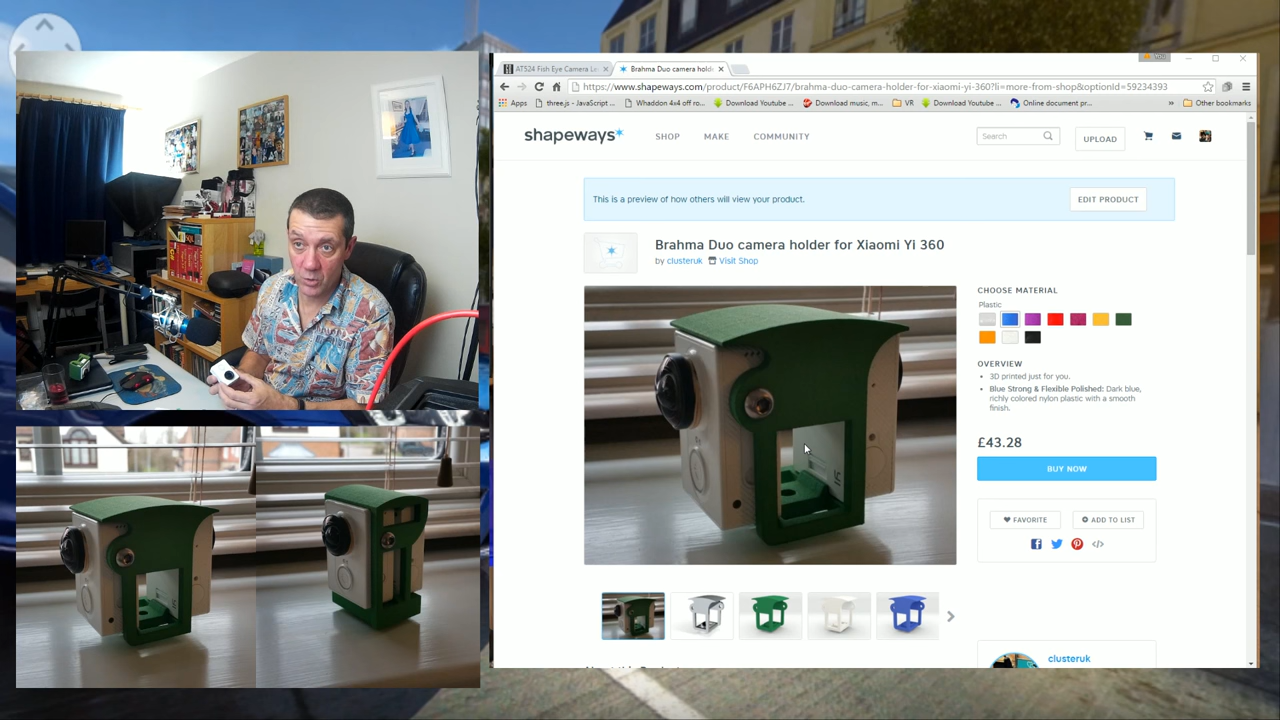 AT524 Fish Eye Camera Le
Brahma Duo camera hold
https://www.shapeways.com/product/F6APH6ZJ7/brahma-duo-camera-holder-for-xiaomi-yi-360?li=more-from-shop&optionId=59234393
Apps
three.js - JavaScript ...
Whaddon 4x4 off ro...
Download Youtube ...
Download music, m...
VR
Download Youtube ...
Online document pr...
»
Other bookmarks
shapeways
SHOP
MAKE
COMMUNITY
Search
UPLOAD
This is a preview of how others will view your product.
EDIT PRODUCT
Brahma Duo camera holder for Xiaomi Yi 360
by clusteruk Visit Shop
CHOOSE MATERIAL
Plastic
OVERVIEW
• 3D printed just for you.
• Blue Strong & Flexible Polished: Dark blue,
richly colored nylon plastic with a smooth
finish.
£43.28
BUY NOW
FAVORITE
ADD TO LIST
clusteruk